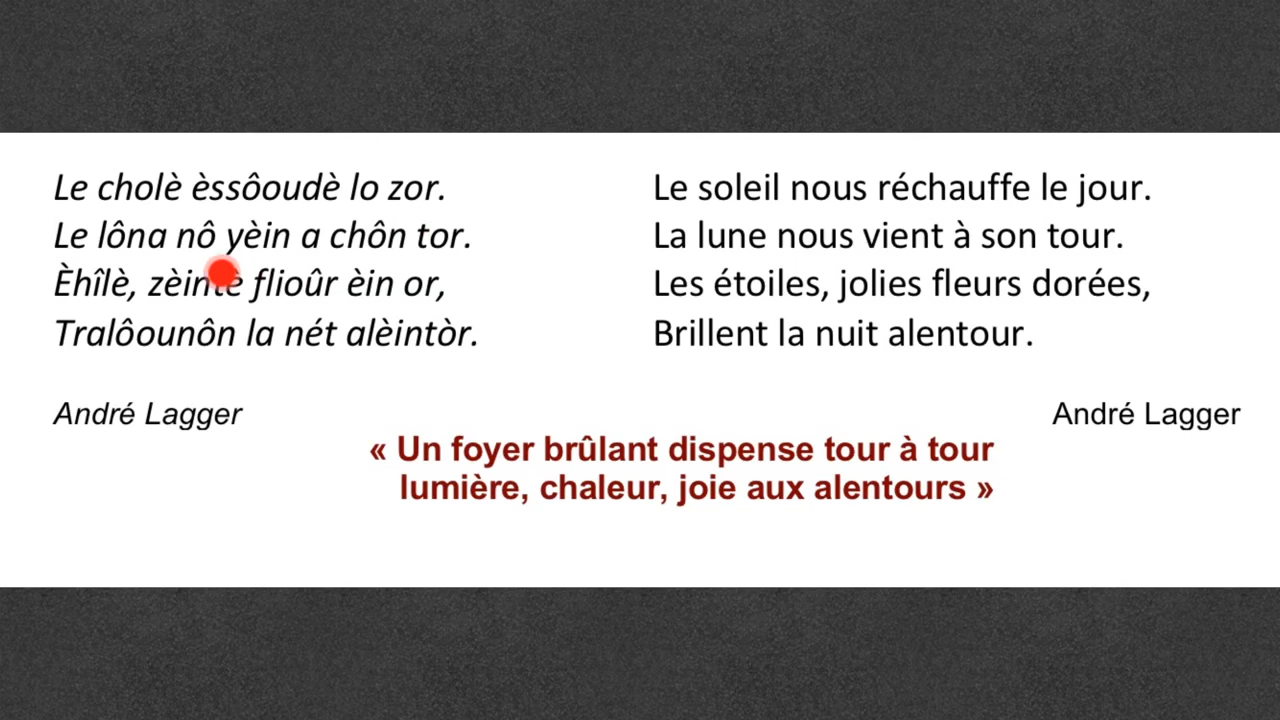 Le cholè èssôoudè lo zor.
Le lôna nô yèin a chôn tor.
Èhîlè, zèintè flioûr èin or,
Tralôounôn la nét alèintòr.
André Lagger
Le soleil nous réchauffe le jour.
La lune nous vient à son tour.
Les étoiles, jolies fleurs dorées,
Brillent la nuit alentour.
André Lagger
« Un foyer brûlant dispense tour à tour
lumière, chaleur, joie aux alentours »